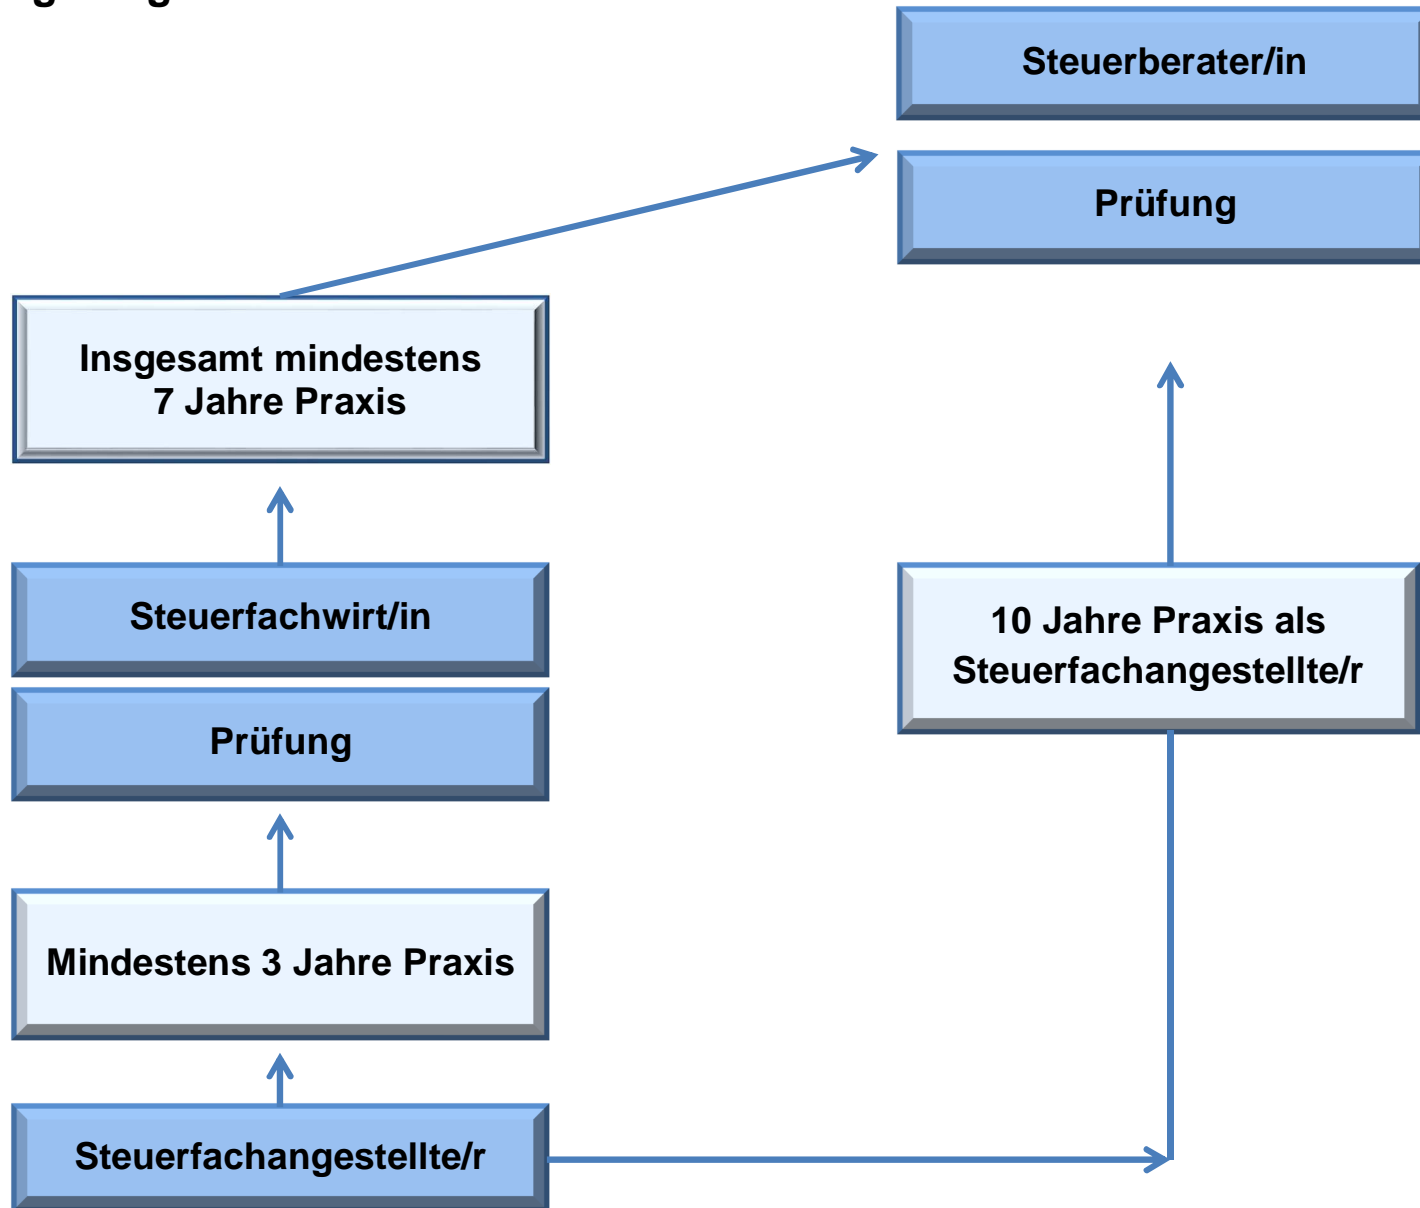 Steuerberater/in
Prüfung
Insgesamt mindestens
7 Jahre Praxis
Steuerfachwirt/in
Prüfung
10 Jahre Praxis als
Steuerfachangestellte/r
Mindestens 3 Jahre Praxis
Steuerfachangestellte/r